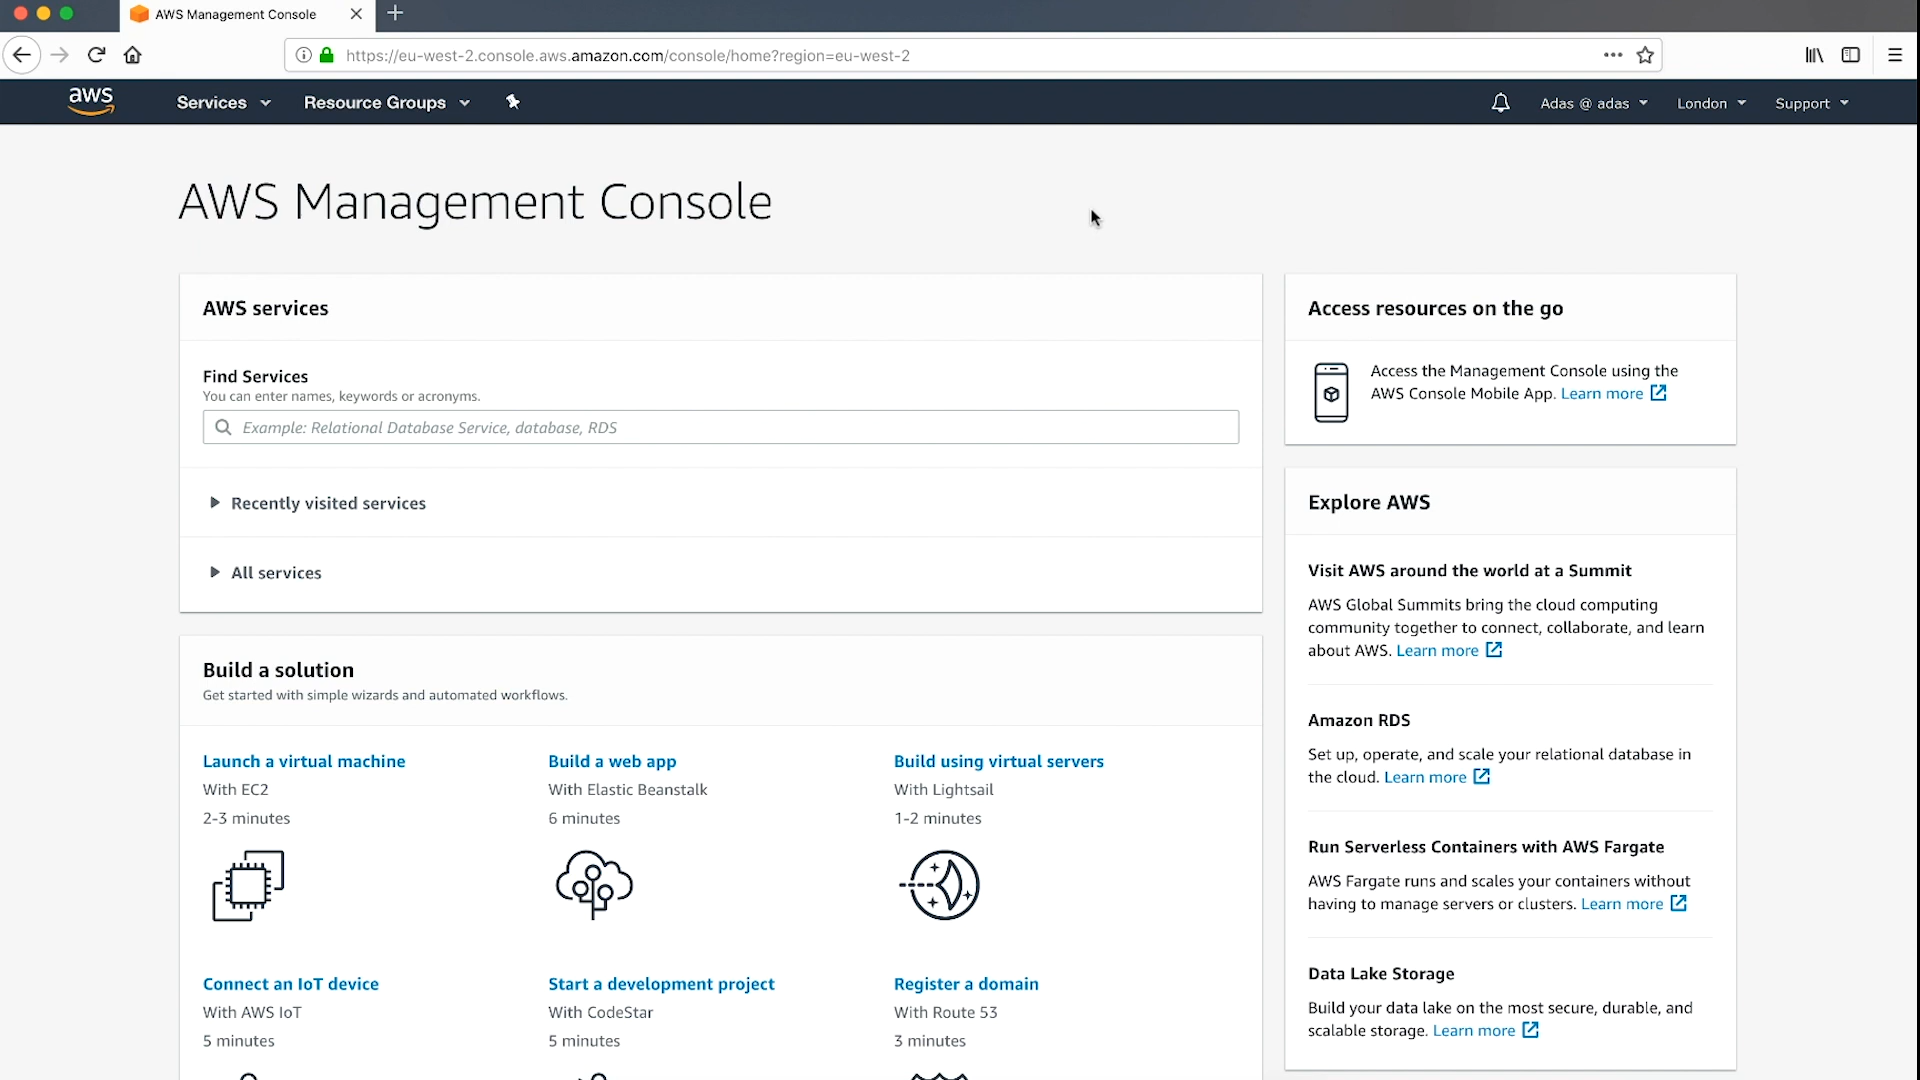 AWS Management Console
https://eu-west-2.console.aws.amazon.com/console/home?region=eu-west-2
aws
Services
Resource Groups
Adas @ adas
London
Support
AWS Management Console
AWS services
Find Services
You can enter names, keywords or acronyms.
Example: Relational Database Service, database, RDS
Recently visited services
All services
Build a solution
Get started with simple wizards and automated workflows.
Launch a virtual machine
With EC2
2-3 minutes
Build a web app
With Elastic Beanstalk
6 minutes
Build using virtual servers
With Lightsail
1-2 minutes
Connect an IoT device
With AWS IoT
5 minutes
Start a development project
With CodeStar
5 minutes
Register a domain
With Route 53
3 minutes
Access resources on the go
Access the Management Console using the
AWS Console Mobile App. Learn more
Explore AWS
Visit AWS around the world at a Summit
AWS Global Summits bring the cloud computing
community together to connect, collaborate, and learn
about AWS. Learn more
Amazon RDS
Set up, operate, and scale your relational database in
the cloud. Learn more
Run Serverless Containers with AWS Fargate
AWS Fargate runs and scales your containers without
having to manage servers or clusters. Learn more
Data Lake Storage
Build your data lake on the most secure, durable, and
scalable storage. Learn more